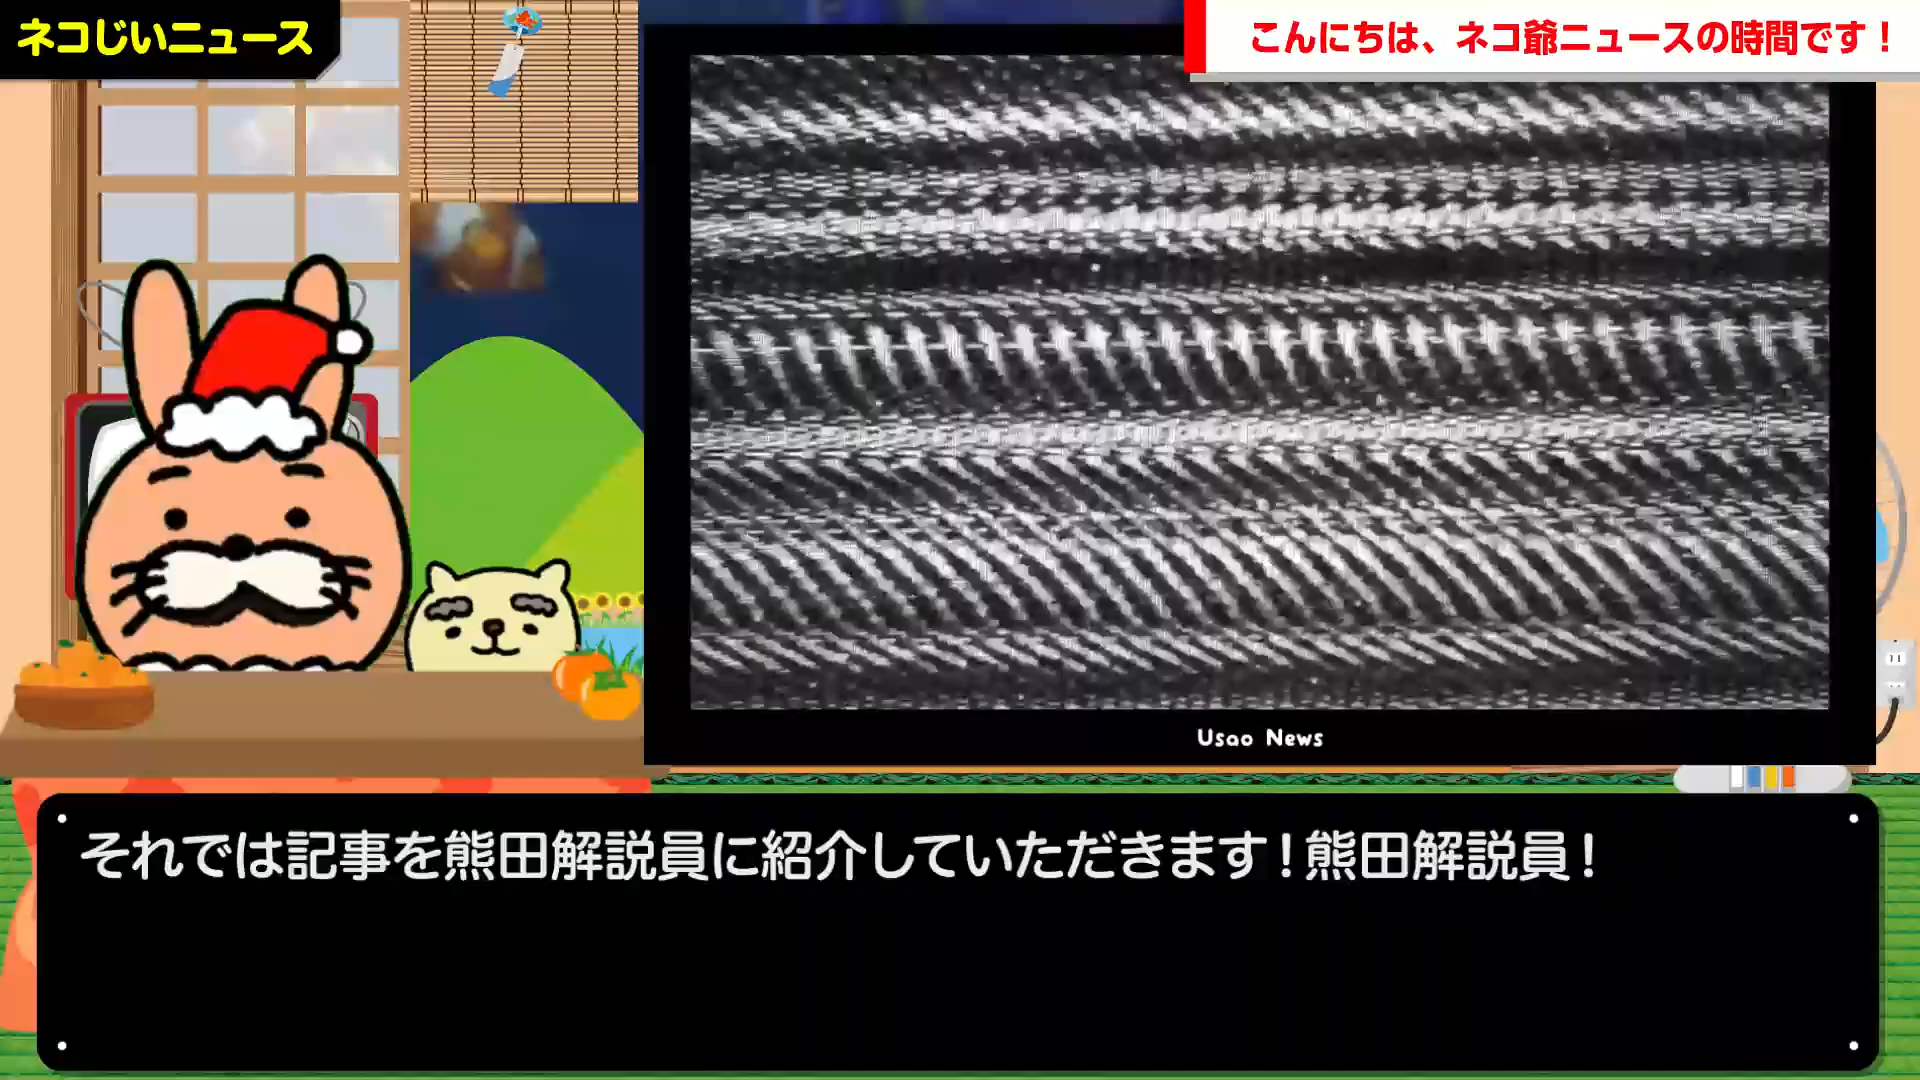 ネコじいニュース
こんにちは、ネコ爺ニュースの時間です！
Usao News
それでは記事を熊田解説員に紹介していただきます！熊田解説員！